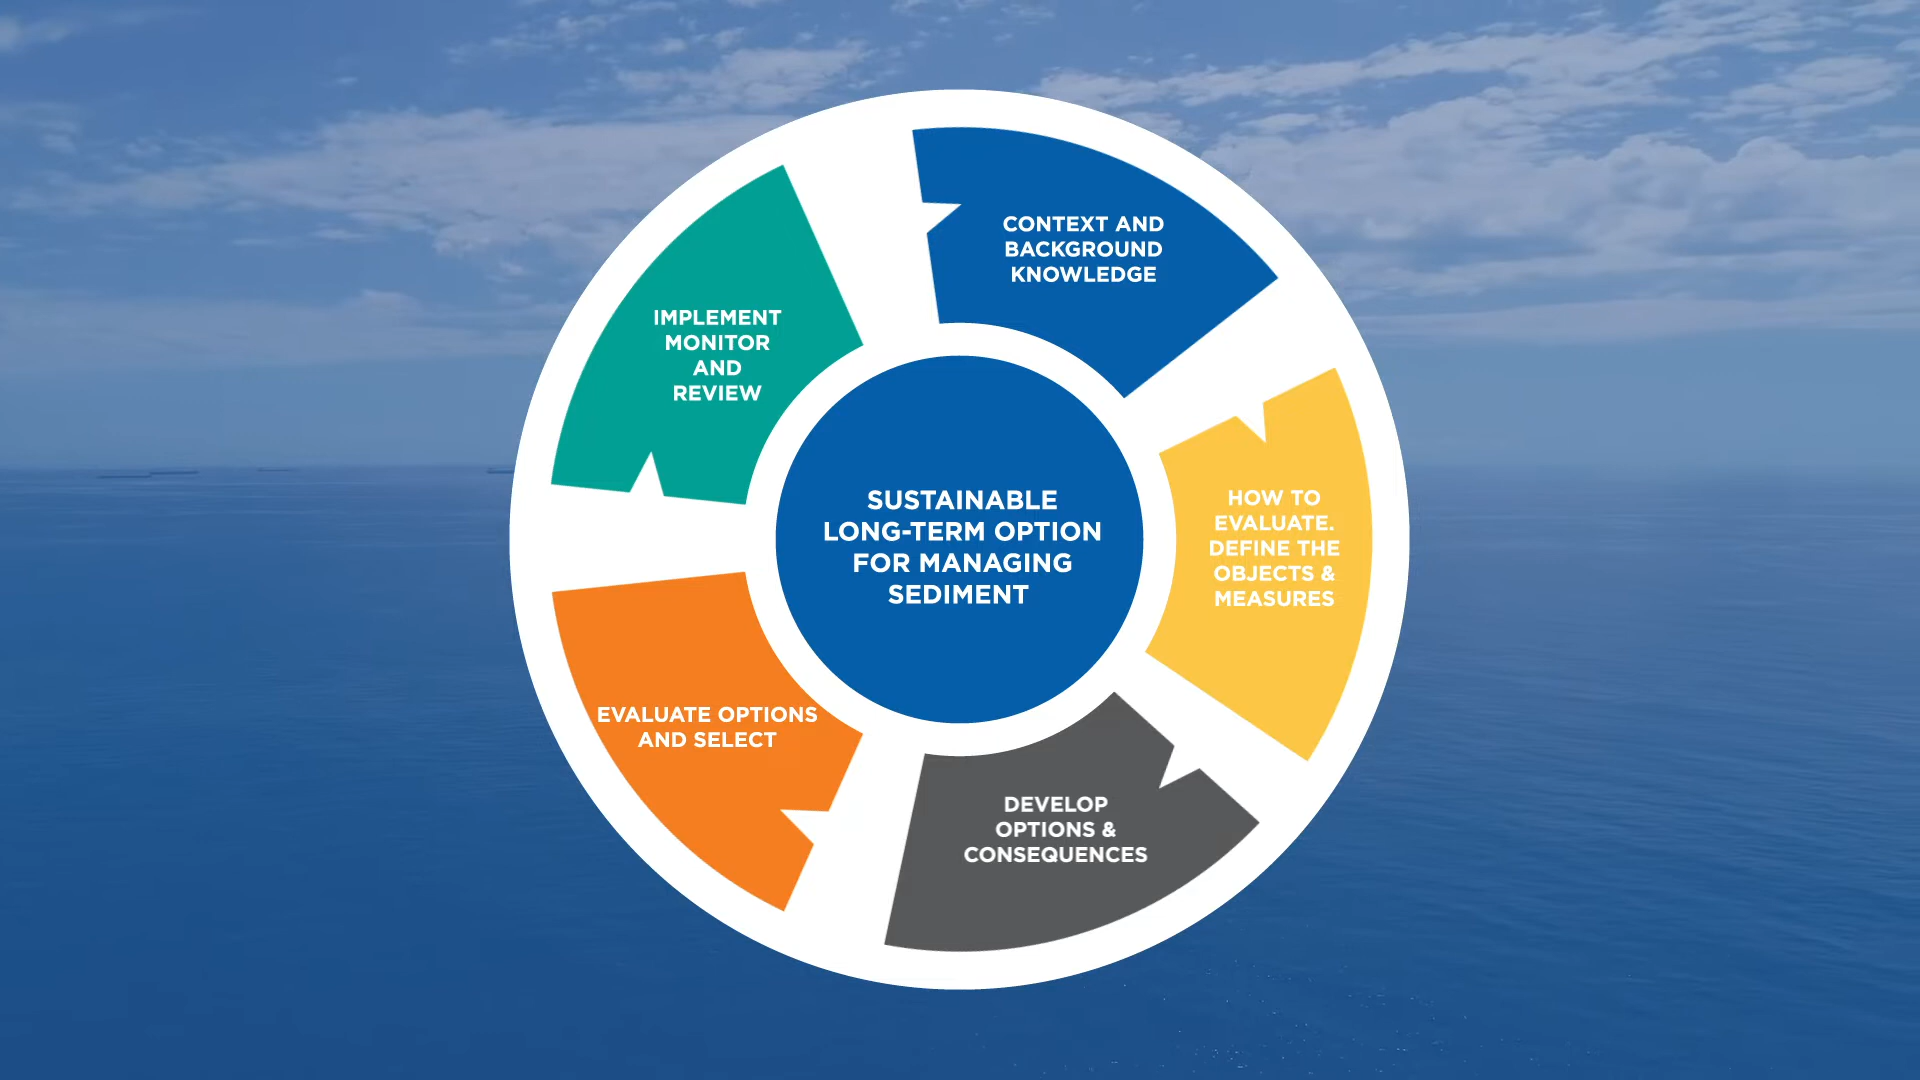 CONTEXT AND
BACKGROUND
KNOWLEDGE
HOW TO
EVALUATE.
DEFINE THE
OBJECTS &
MEASURES
DEVELOP
OPTIONS &
CONSEQUENCES
EVALUATE OPTIONS
AND SELECT
IMPLEMENT
MONITOR
AND
REVIEW
SUSTAINABLE
LONG-TERM OPTION
FOR MANAGING
SEDIMENT